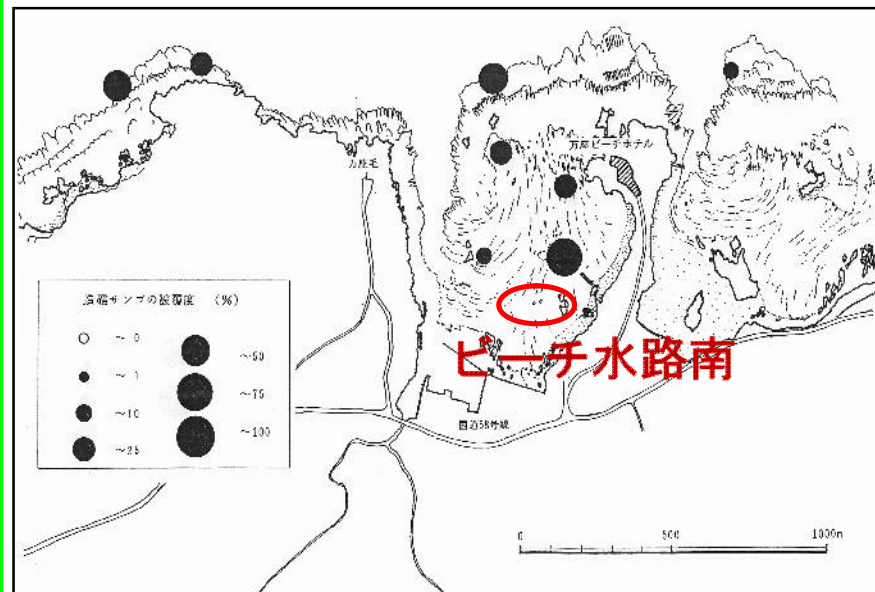 万座ビーチホテル
万座毛
造礁サンゴの被覆度 (%)
~0
~1
~10
~25
~50
~75
~100
ビーチ水路南
国道58号線
0 500 1000m